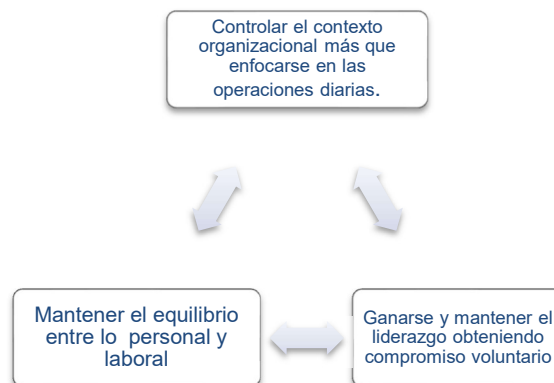 Controlar el contexto
organizacional más que
enfocarse en las
operaciones diarias.
Mantener el equilibrio
entre lo personal y
laboral
Ganarse y mantener el
liderazgo obteniendo
compromiso voluntario